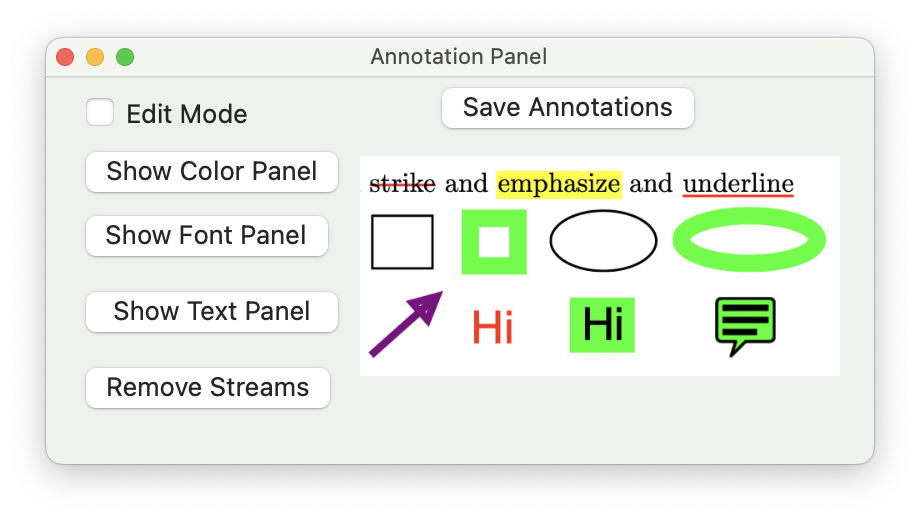 Annotation Panel
Edit Mode
Save Annotations
Show Color Panel
strike and emphasize and underline
Show Font Panel
Show Text Panel
Hi
Hi
Remove Streams